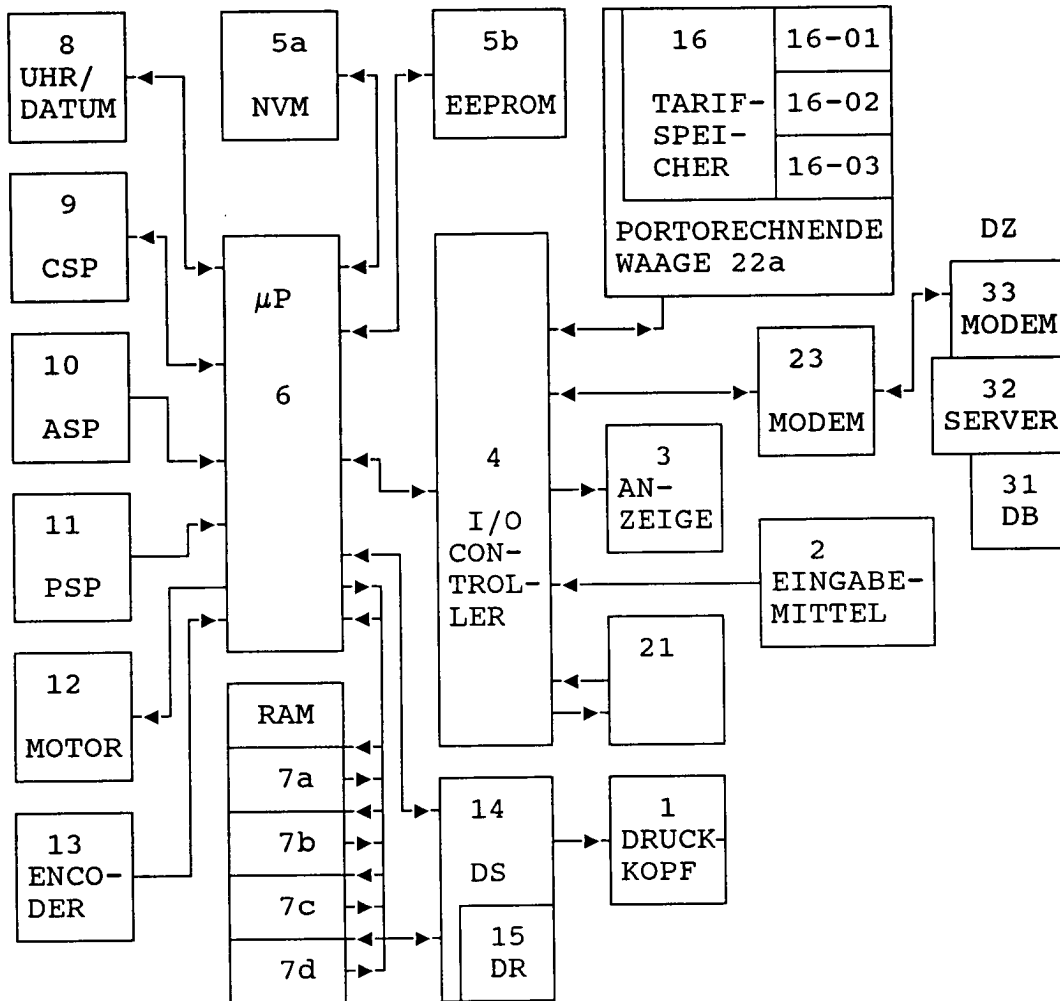 8
UHR/
DATUM
5a
NVM
5b
EEPROM
16
TARIF-
SPEI-
CHER
16-01
16-02
16-03
PORTORECHNENDE
WAAGE 22a
9
CSP
10
ASP
11
PSP
12
MOTOR
13
ENCO-
DER
μP
6
RAM
7a
7b
7c
7d
4
I/O
CON-
TROL-
LER
14
DS
15
DR
DZ
33
MODEM
32
SERVER
31
DB
23
MODEM
3
AN-
ZEIGE
2
EINGABE-
MITTEL
21
1
DRUCK-
KOPF